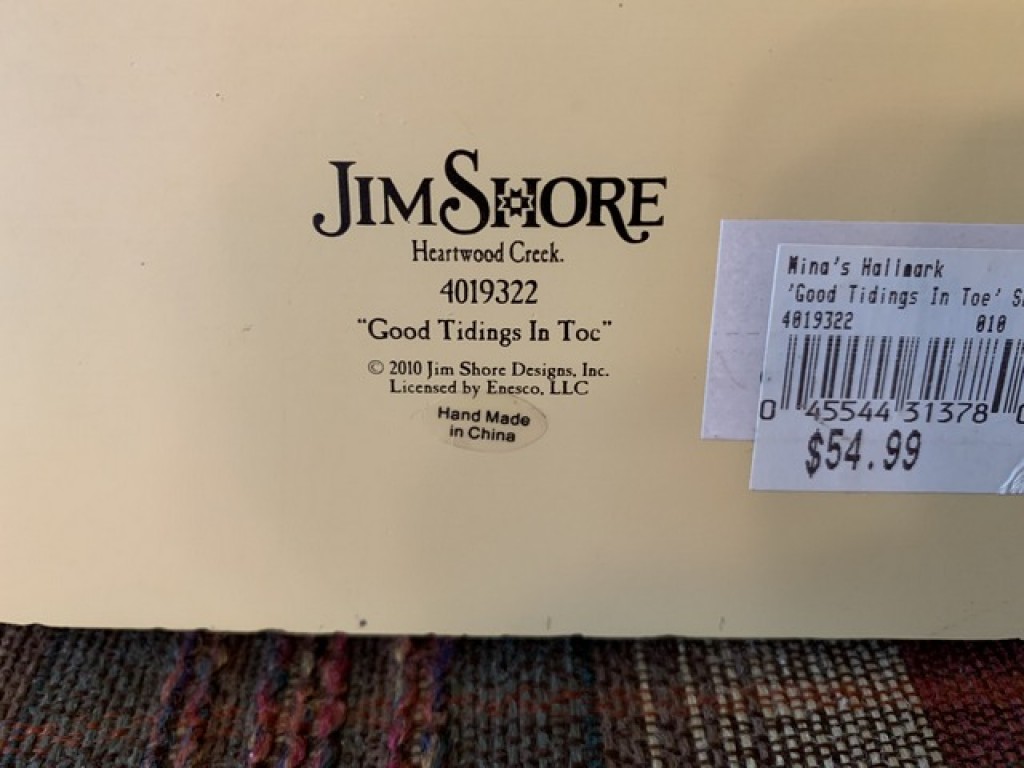 JIM SHORE
Heartwood Creek.
4019322
"Good Tidings In Toe"
© 2010 Jim Shore Designs, Inc.
Licensed by Enesco, LLC
Hand Made
in China
Mina's Hallmark
'Good Tidings In Toe'
4019322 010
0 45544 31378
$54.99